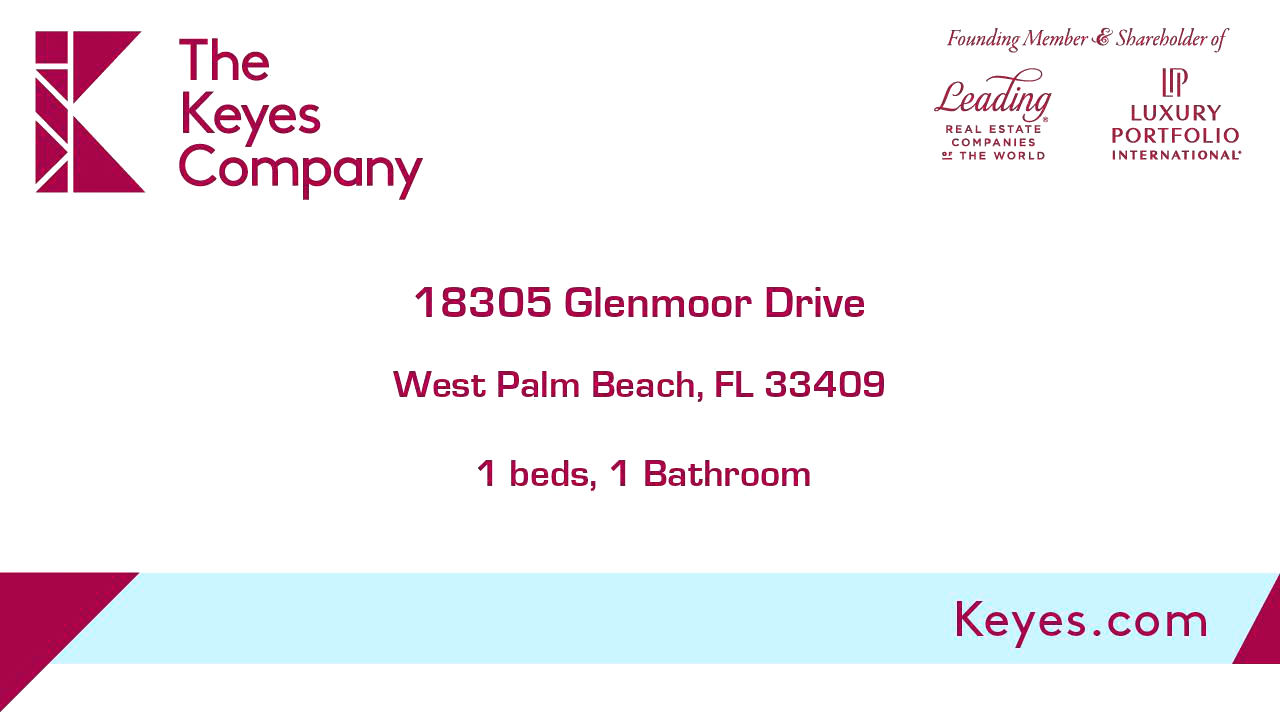 The
Keyes
Company
Founding Member & Shareholder of
Leading
REAL ESTATE
COMPANIES
OF THE WORLD
LUXURY
PORTFOLIO
INTERNATIONAL
18305 Glenmoor Drive
West Palm Beach, FL 33409
1 beds, 1 Bathroom
Keyes.com